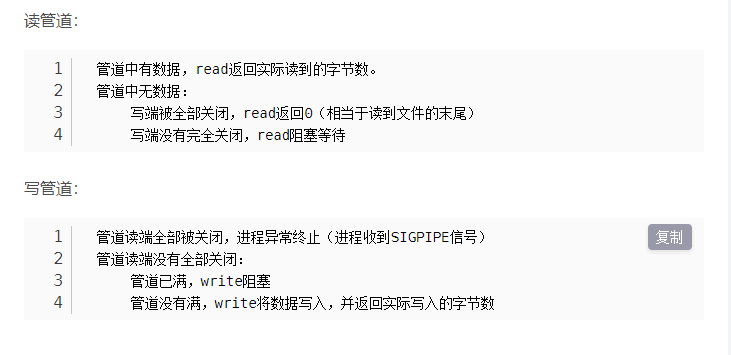 读管道：
1 管道中有数据，read返回实际读到的字节数。
2 管道中无数据：
3 写端被全部关闭，read返回0（相当于读到文件的末尾）
4 写端没有完全关闭，read阻塞等待
写管道：
1 管道读端全部被关闭，进程异常终止（进程收到SIGPIPE信号）
复制
2 管道读端没有全部关闭：
3 管道已满，write阻塞
4 管道没有满，write将数据写入，并返回实际写入的字节数